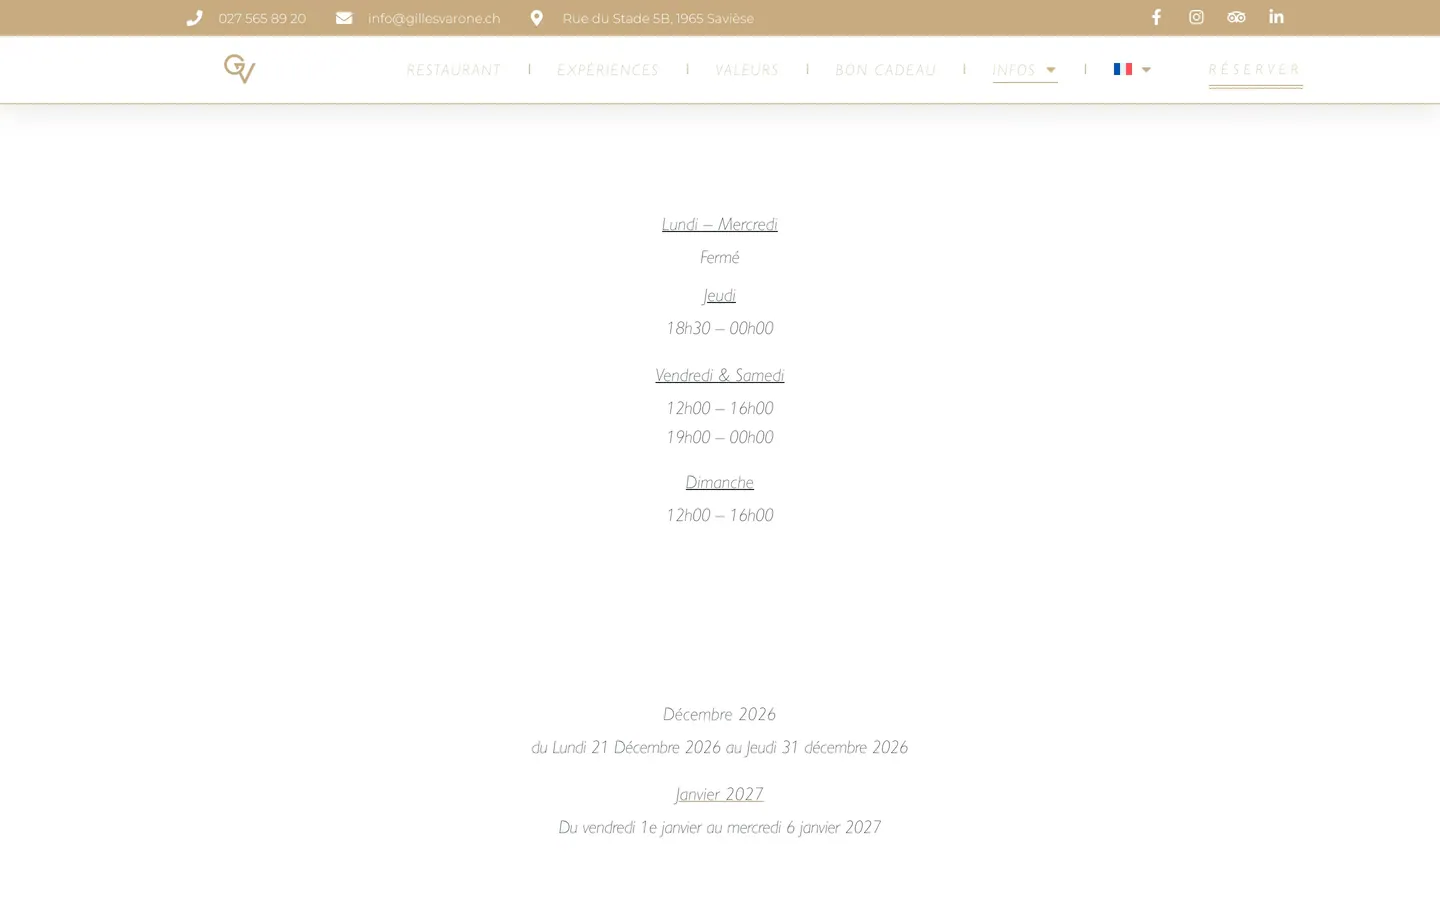 027 565 89 20 info@gillesvarone.ch Rue du Stade 5B, 1965 Savièse
GV RESTAURANT | EXPÉRIENCES | VALEURS | BON CADEAU | INFOS | RÉSERVER
Lundi – Mercredi
Fermé
Jeudi
18h30 – 00h00
Vendredi & Samedi
12h00 – 16h00
19h00 – 00h00
Dimanche
12h00 – 16h00
Décembre 2026
du Lundi 21 Décembre 2026 au Jeudi 31 décembre 2026
Janvier 2027
Du vendredi 1e janvier au mercredi 6 janvier 2027